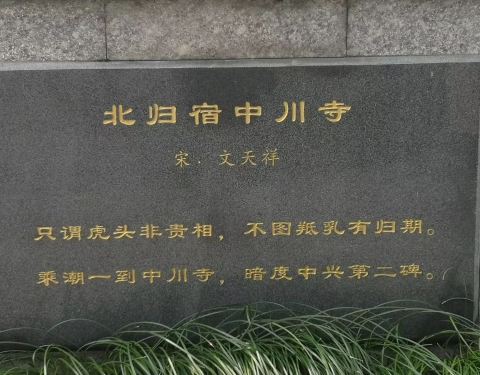 北归宿中川寺
宋．文天祥
只谓虎头非贵相，不图羝乳有归期。
乘潮一到中川寺，暗度中兴第二碑。